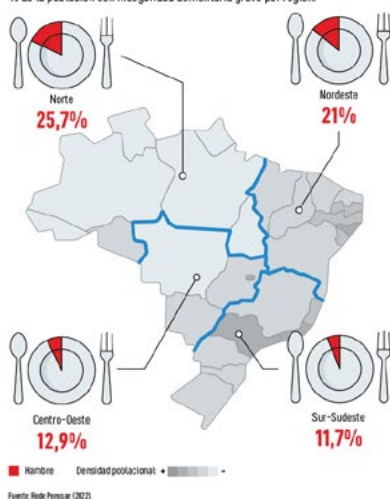 % de la población con inseguridad alimentaria grave por región.
Norte
25,7%
Nordeste
21%
Centro-Oeste
12,9%
Sur-Sudeste
11,7%
Hambre
Densidad poblacional: + -
Fuente: Rede Penssar (2022).